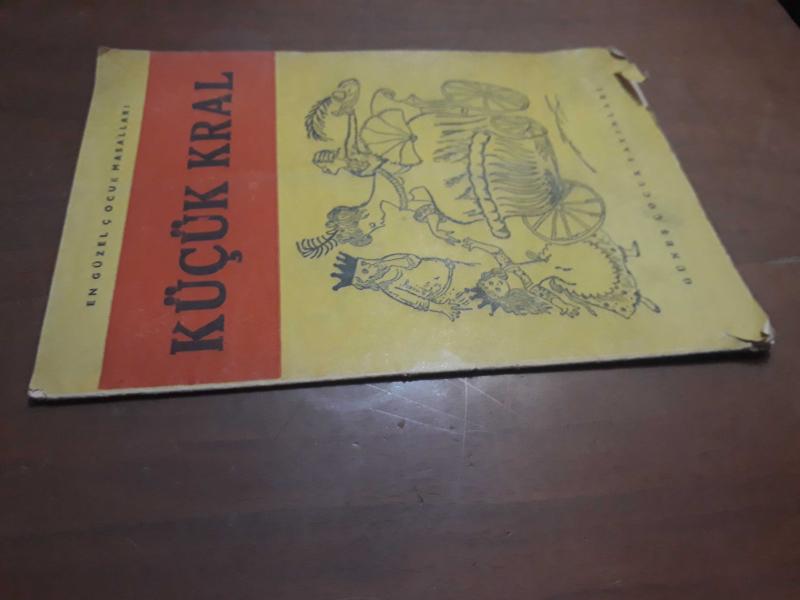 EN GÜZEL ÇOCUK MASALLARI
KÜÇÜK KRAL
GÜNEŞ ÇOCUK YAYINLARI